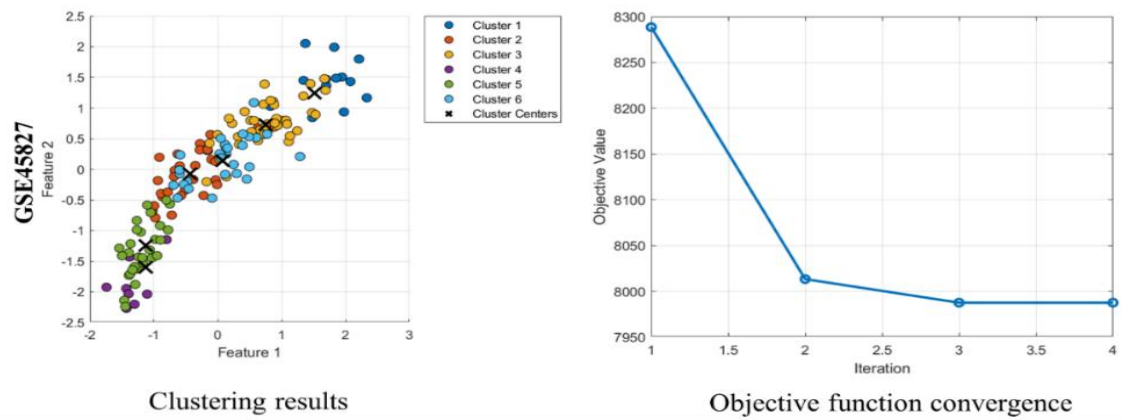 GSE45827
Feature 2
2.5
2
1.5
1
0.5
0
-0.5
-1
-1.5
-2
-2.5
-2
-1
0
1
2
3
Feature 1
Cluster 1
Cluster 2
Cluster 3
Cluster 4
Cluster 5
Cluster 6
Cluster Centers
Clustering results
Objective Value
8300
8250
8200
8150
8100
8050
8000
7950
1
1.5
2
2.5
3
3.5
4
Iteration
Objective function convergence